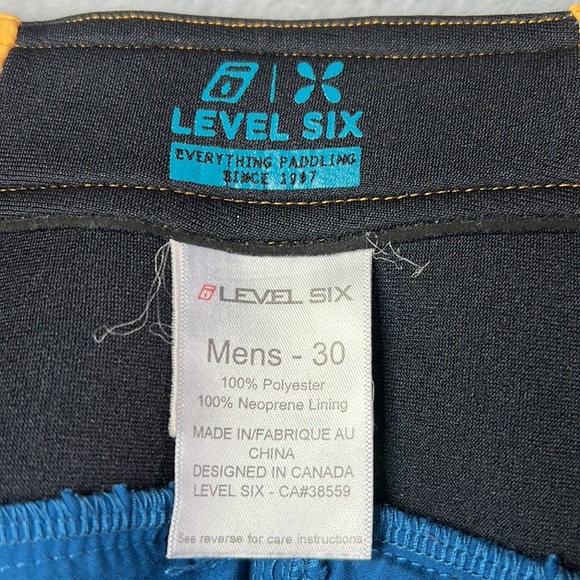 LEVEL SIX
EVERYTHING PADDLING
SINCE 1997
LEVEL SIX
Mens - 30
100% Polyester
100% Neoprene Lining
MADE IN/FABRIQUE AU
CHINA
DESIGNED IN CANADA
LEVEL SIX - CA#38559
See reverse for care instructions